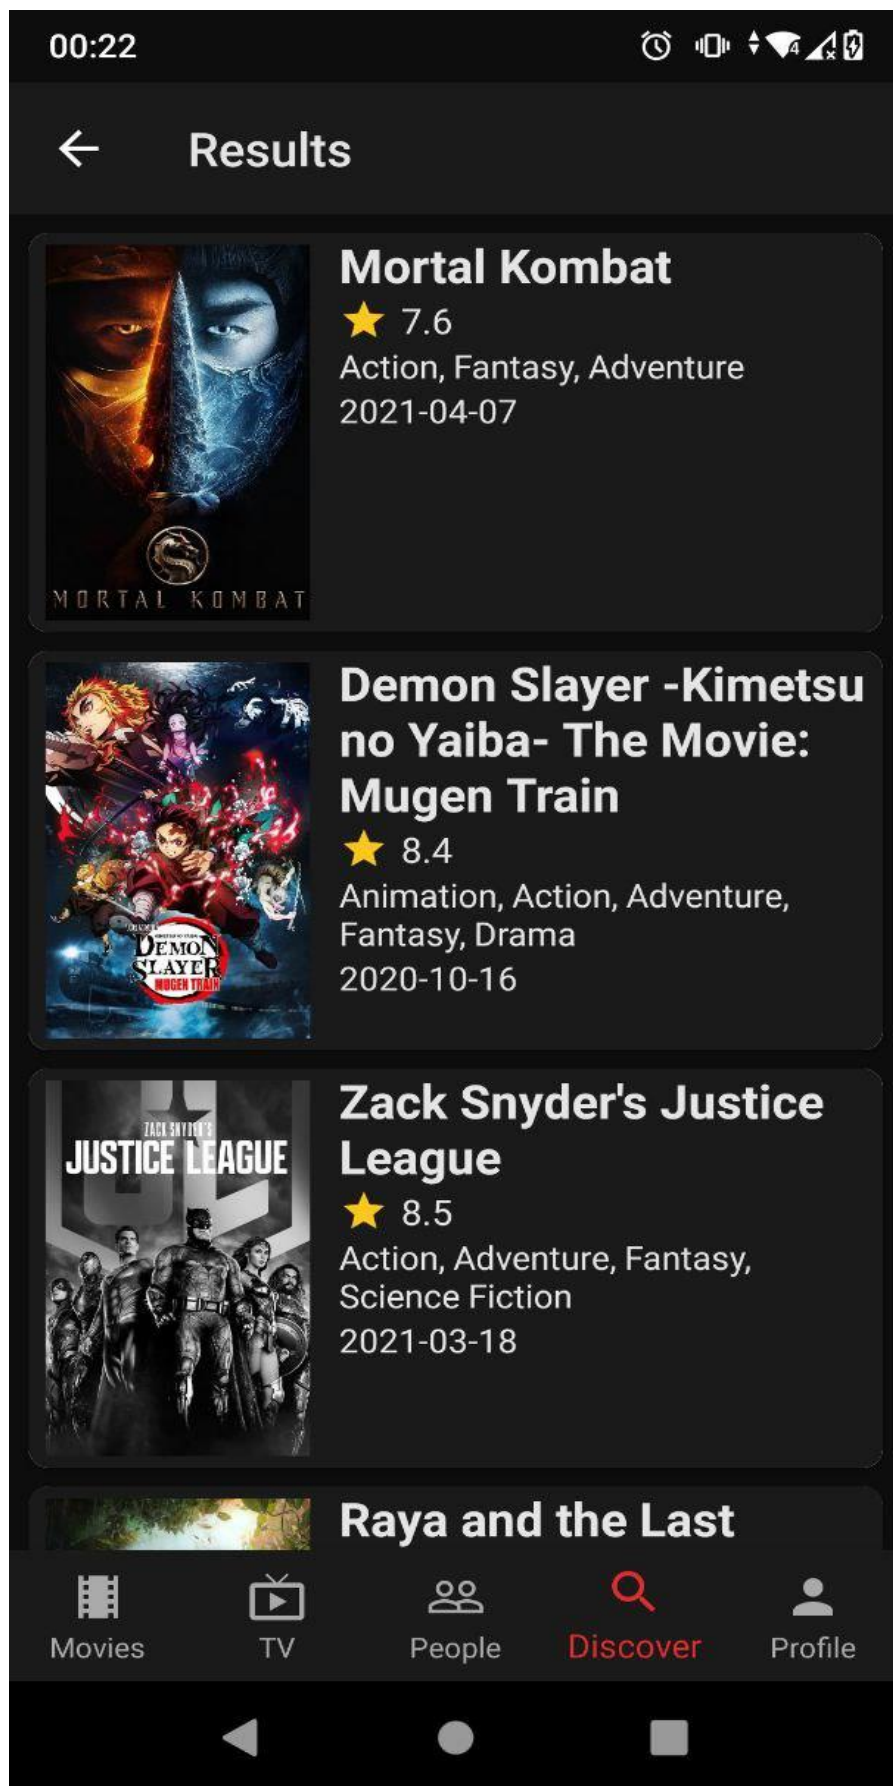 00:22
4
Results
Mortal Kombat
7.6
Action, Fantasy, Adventure
2021-04-07
MORTAL KOMBAT
Demon Slayer -Kimetsu
no Yaiba- The Movie:
Mugen Train
8.4
Animation, Action, Adventure,
Fantasy, Drama
2020-10-16
DEMON
SLAYER
MUGEN TRAIN
Zack Snyder's Justice
League
8.5
Action, Adventure, Fantasy,
Science Fiction
2021-03-18
ZACK SNYDER'S
JUSTICE LEAGUE
Raya and the Last
Movies
TV
People
Discover
Profile